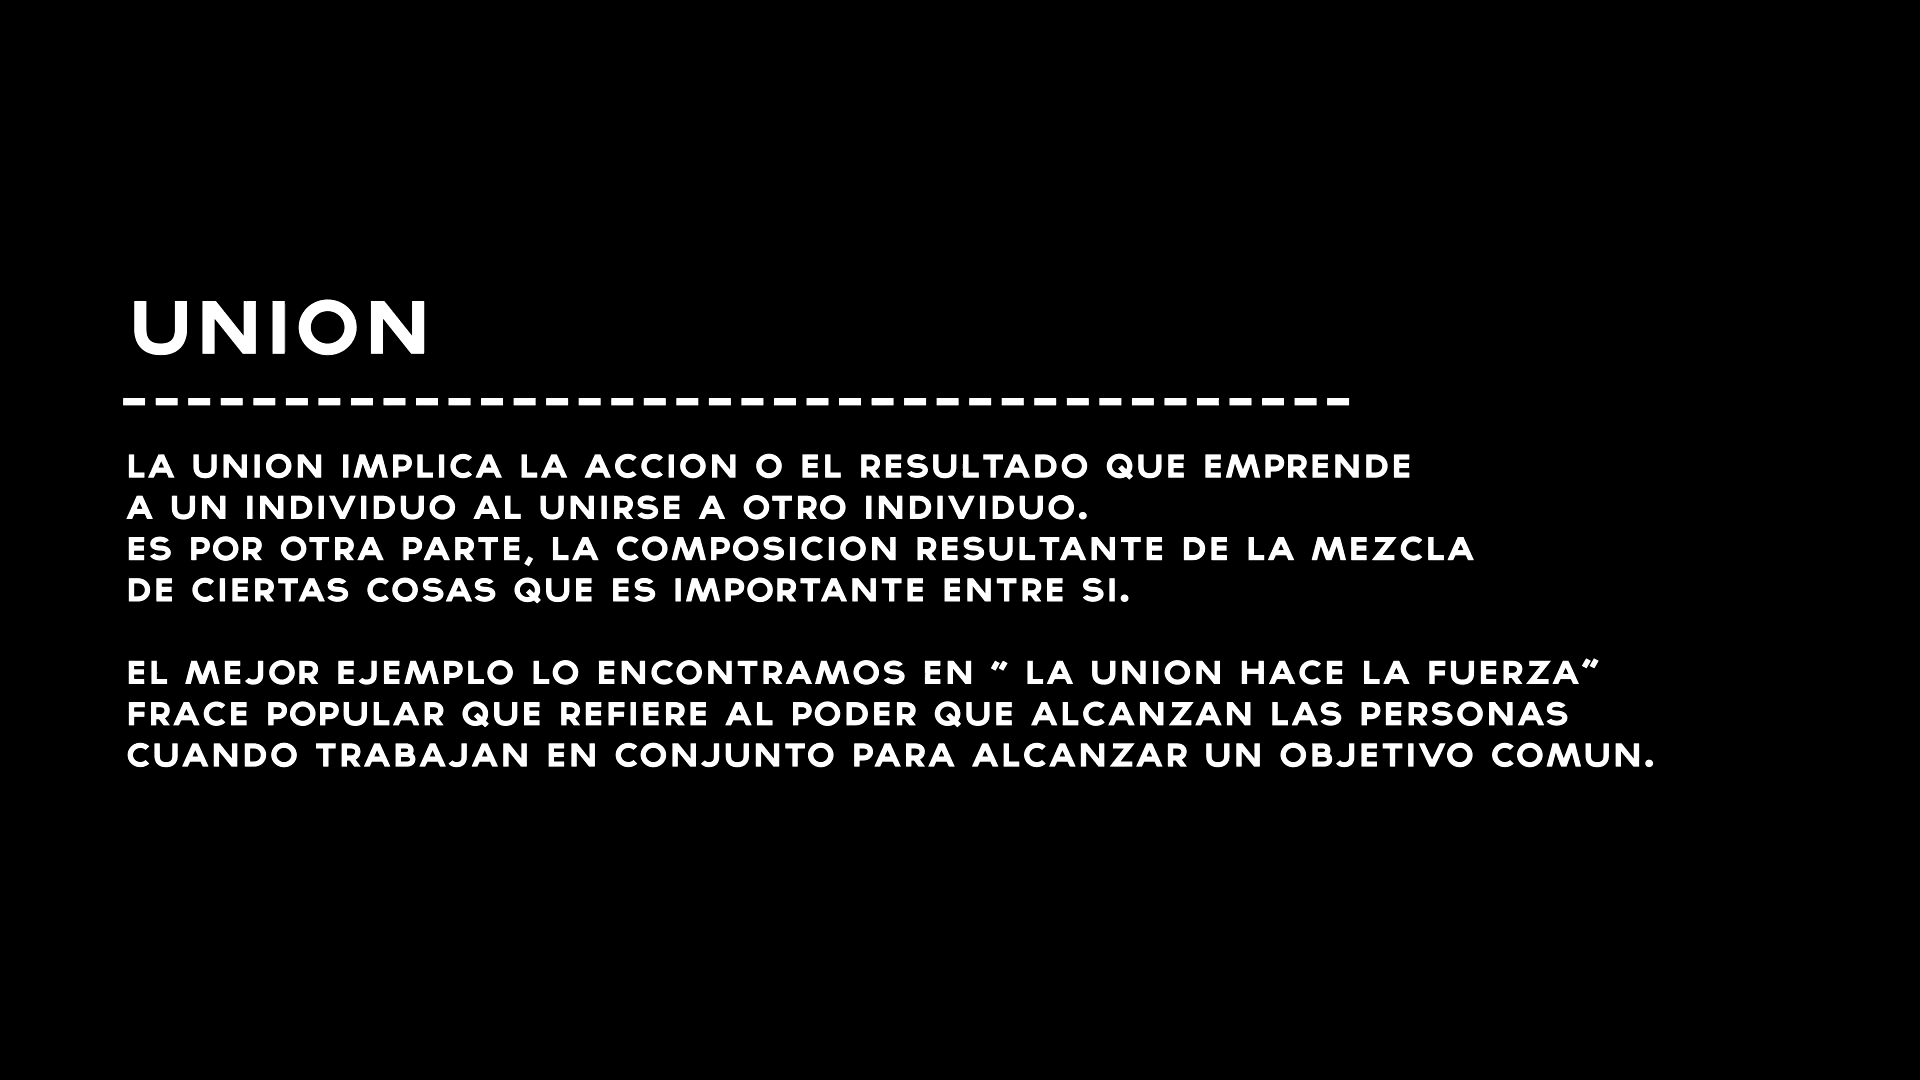 UNION
--------------------------------------
LA UNION IMPLICA LA ACCION O EL RESULTADO QUE EMPRENDE
A UN INDIVIDUO AL UNIRSE A OTRO INDIVIDUO.
ES POR OTRA PARTE, LA COMPOSICION RESULTANTE DE LA MEZCLA
DE CIERTAS COSAS QUE ES IMPORTANTE ENTRE SI.
EL MEJOR EJEMPLO LO ENCONTRAMOS EN “ LA UNION HACE LA FUERZA”
FRACE POPULAR QUE REFIERE AL PODER QUE ALCANZAN LAS PERSONAS
CUANDO TRABAJAN EN CONJUNTO PARA ALCANZAR UN OBJETIVO COMUN.